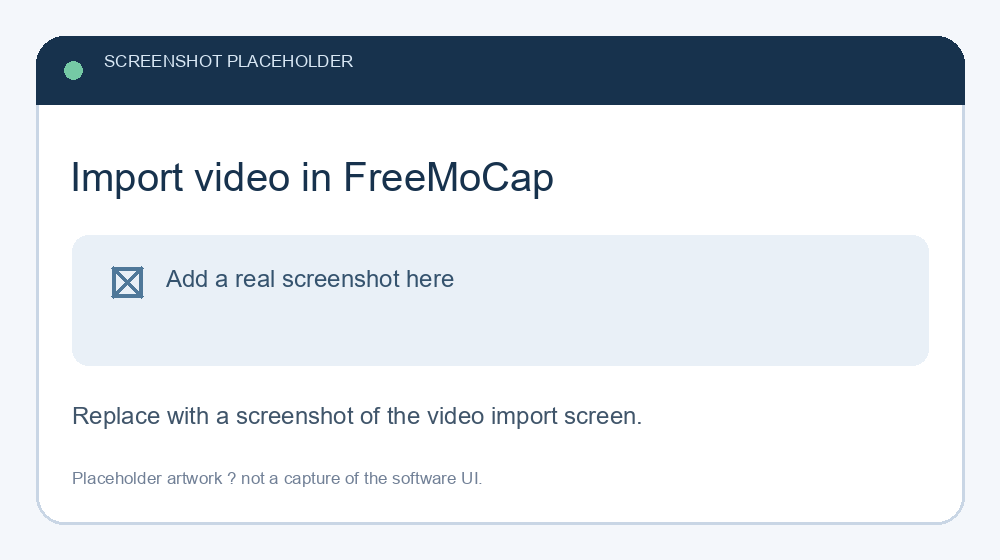 SCREENSHOT PLACEHOLDER
Import video in FreeMoCap
Add a real screenshot here
Replace with a screenshot of the video import screen.
Placeholder artwork ? not a capture of the software UI.